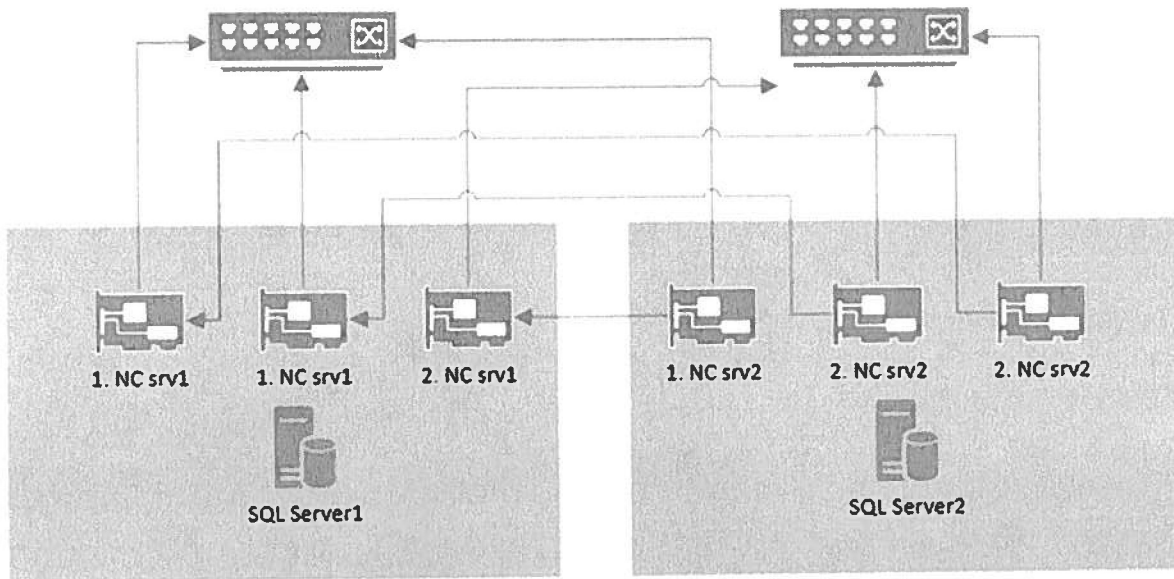 1. NC srv1
1. NC srv1
2. NC srv1
1. NC srv2
2. NC srv2
2. NC srv2
SQL Server1
SQL Server2